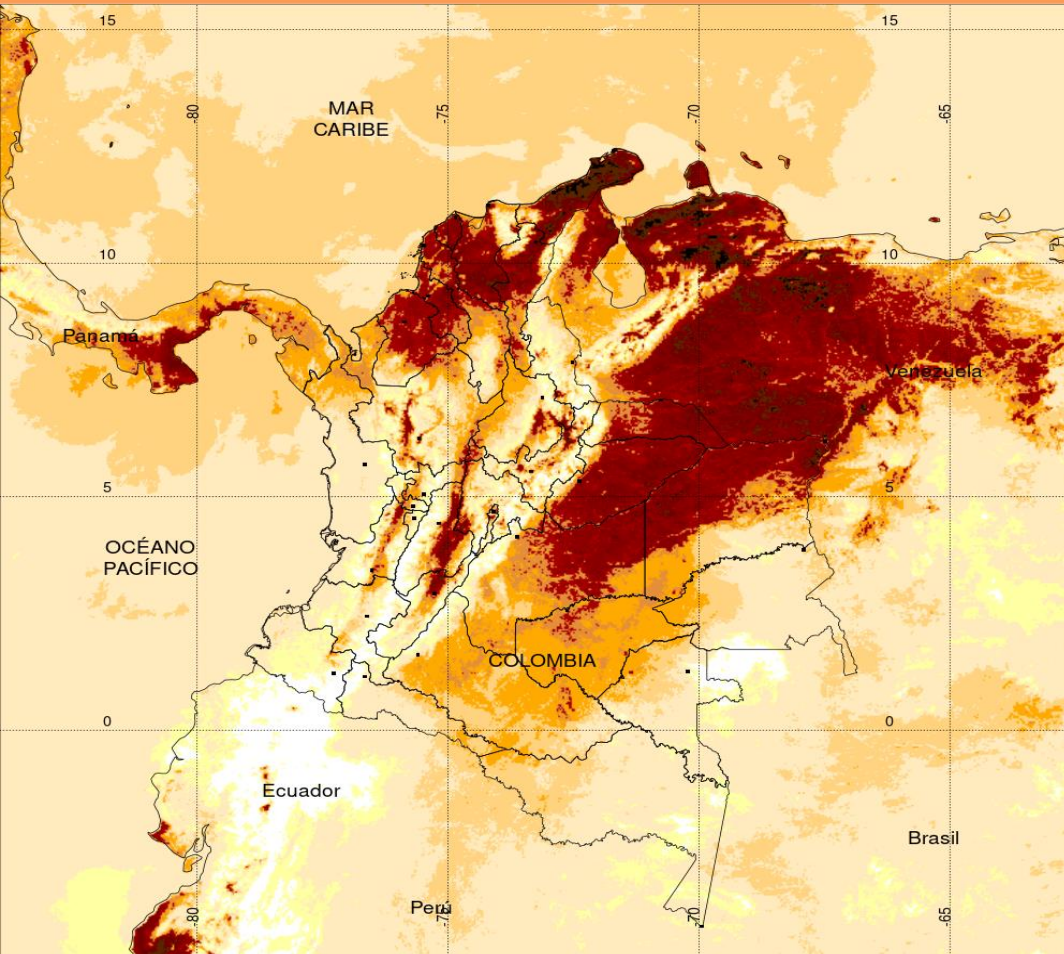 15
15
-80
-75
-70
-65
MAR
CARIBE
10
10
Panamá
Venezuela
5
5
OCÉANO
PACÍFICO
COLOMBIA
0
0
Ecuador
Brasil
Perú
-80
-75
-70
-65